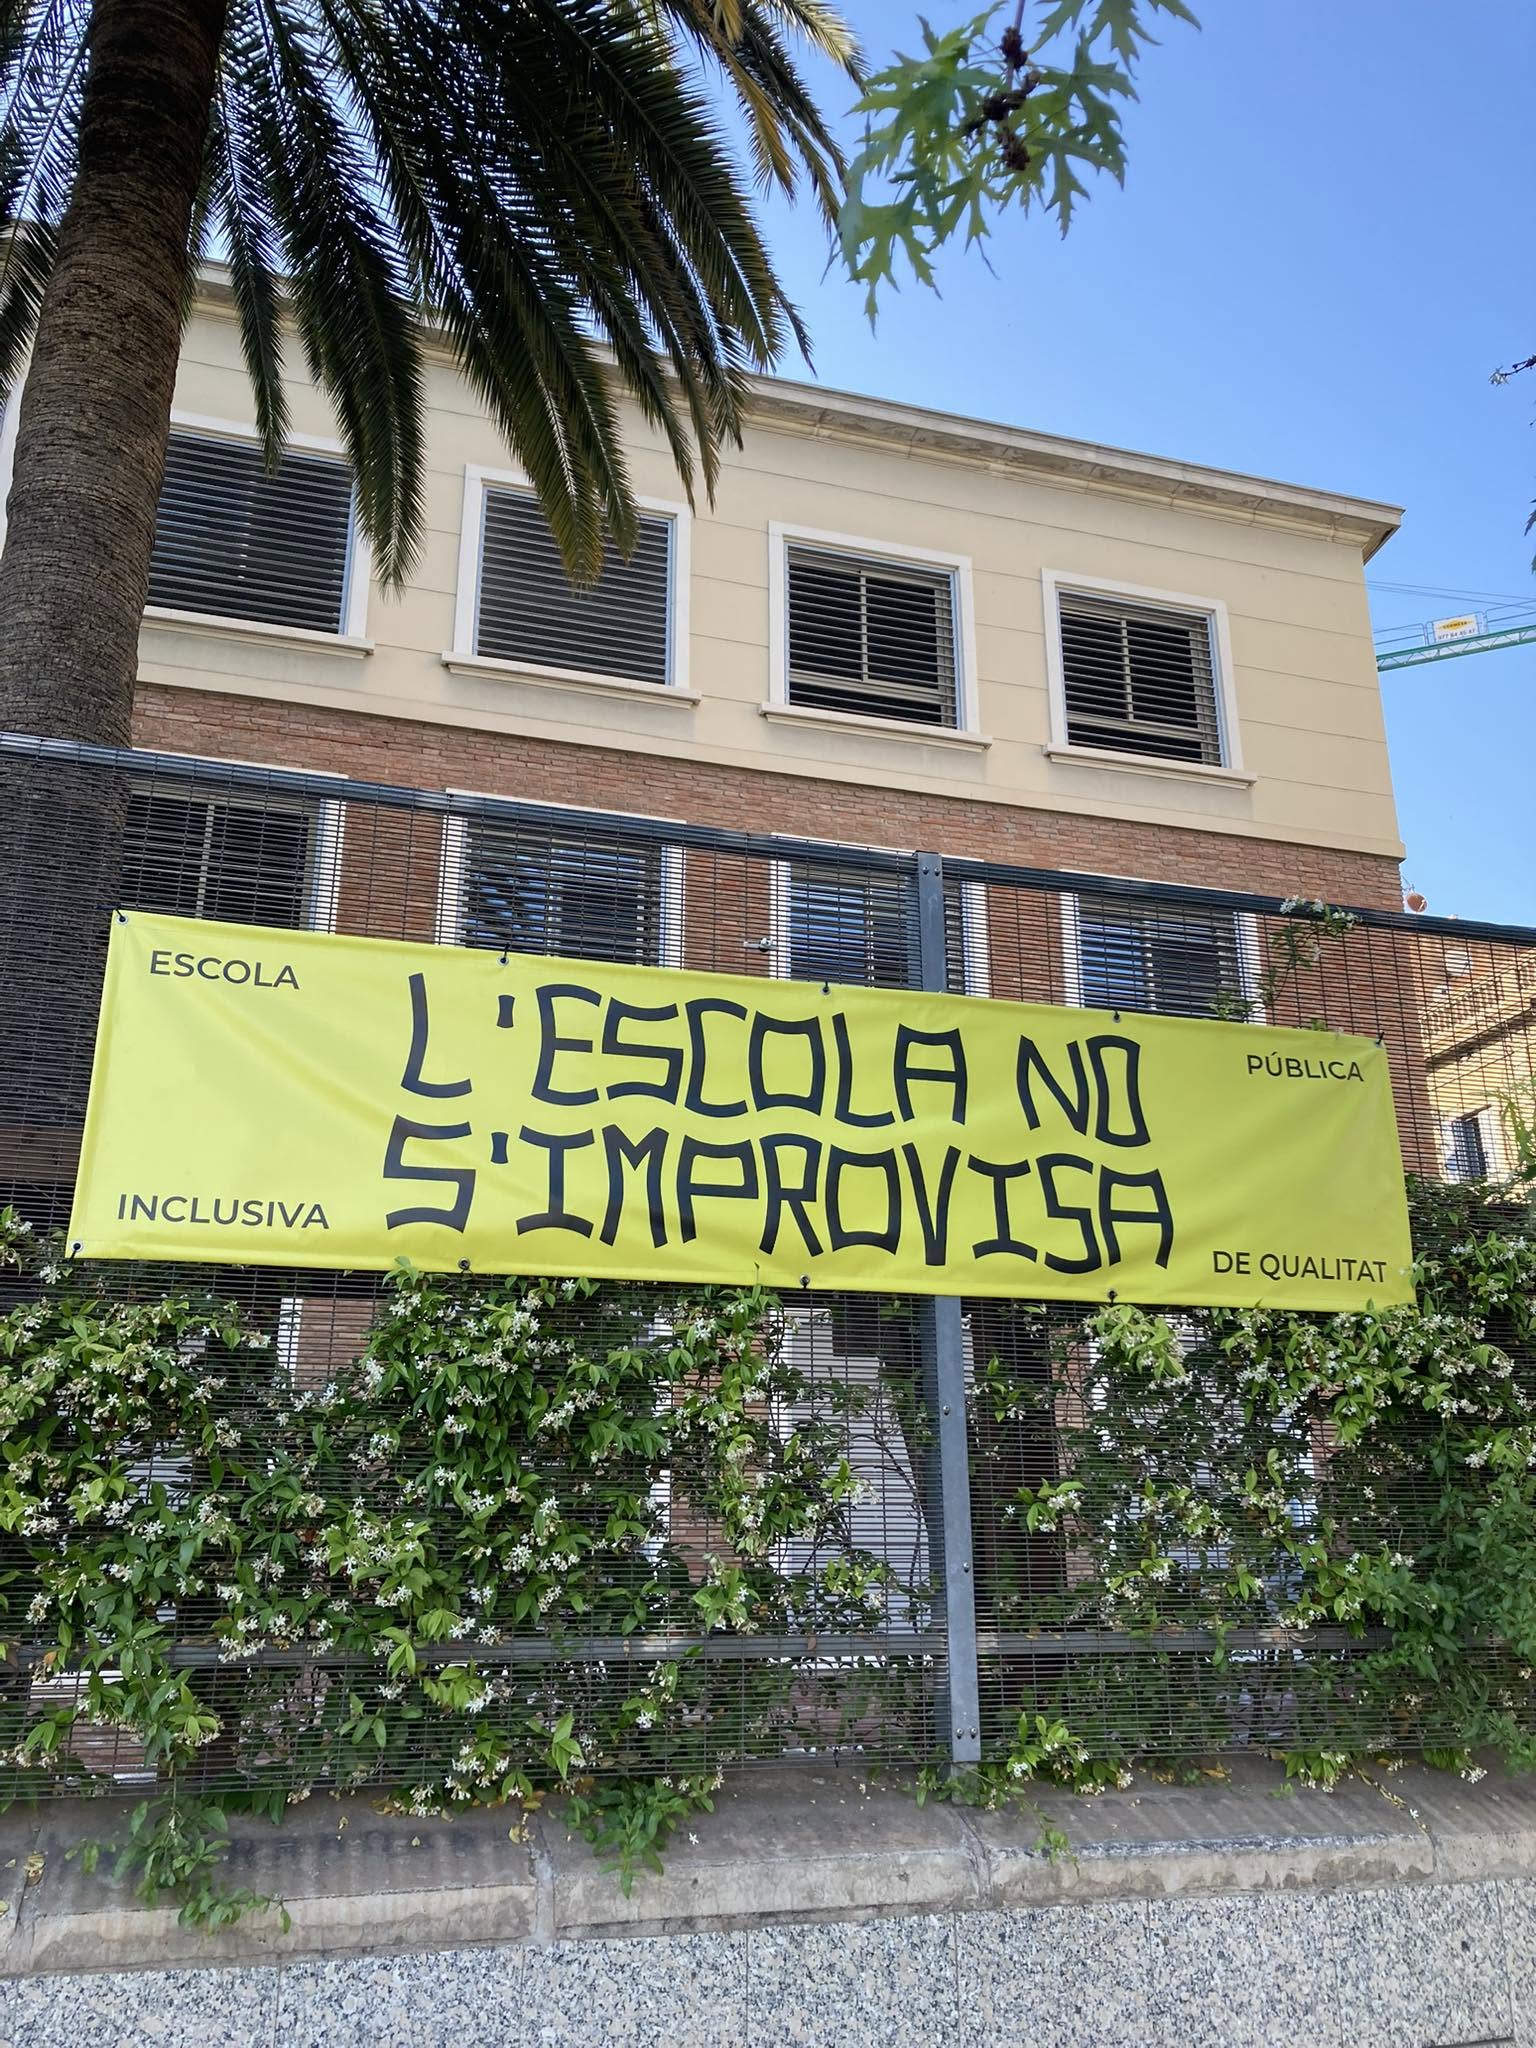 ESCOLA
PÚBLICA
L'ESCOLA NO
S'IMPROVISA
INCLUSIVA
DE QUALITAT